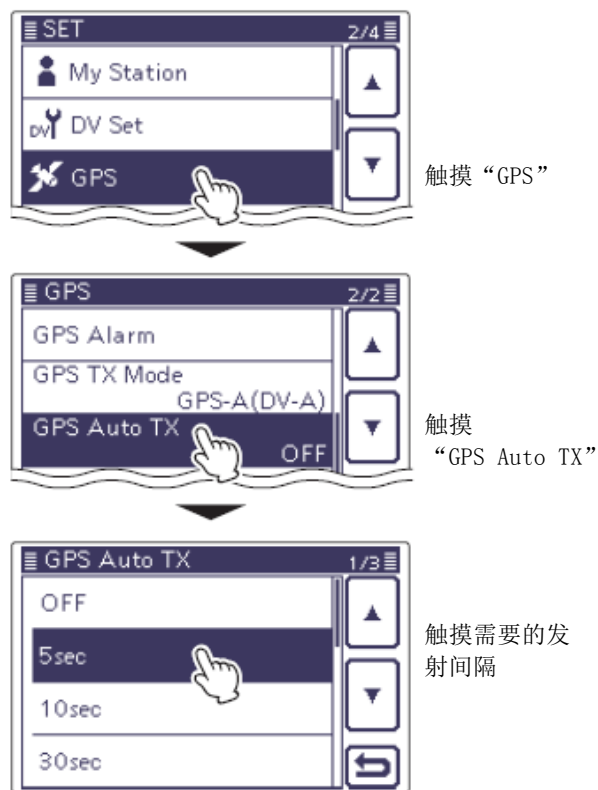 SET 2/4
My Station
DV DV Set
GPS
触摸“GPS”
GPS 2/2
GPS Alarm
GPS TX Mode
GPS-A(DV-A)
GPS Auto TX
OFF
触摸
“GPS Auto TX”
GPS Auto TX 1/3
OFF
5sec
10sec
30sec
触摸需要的发
射间隔